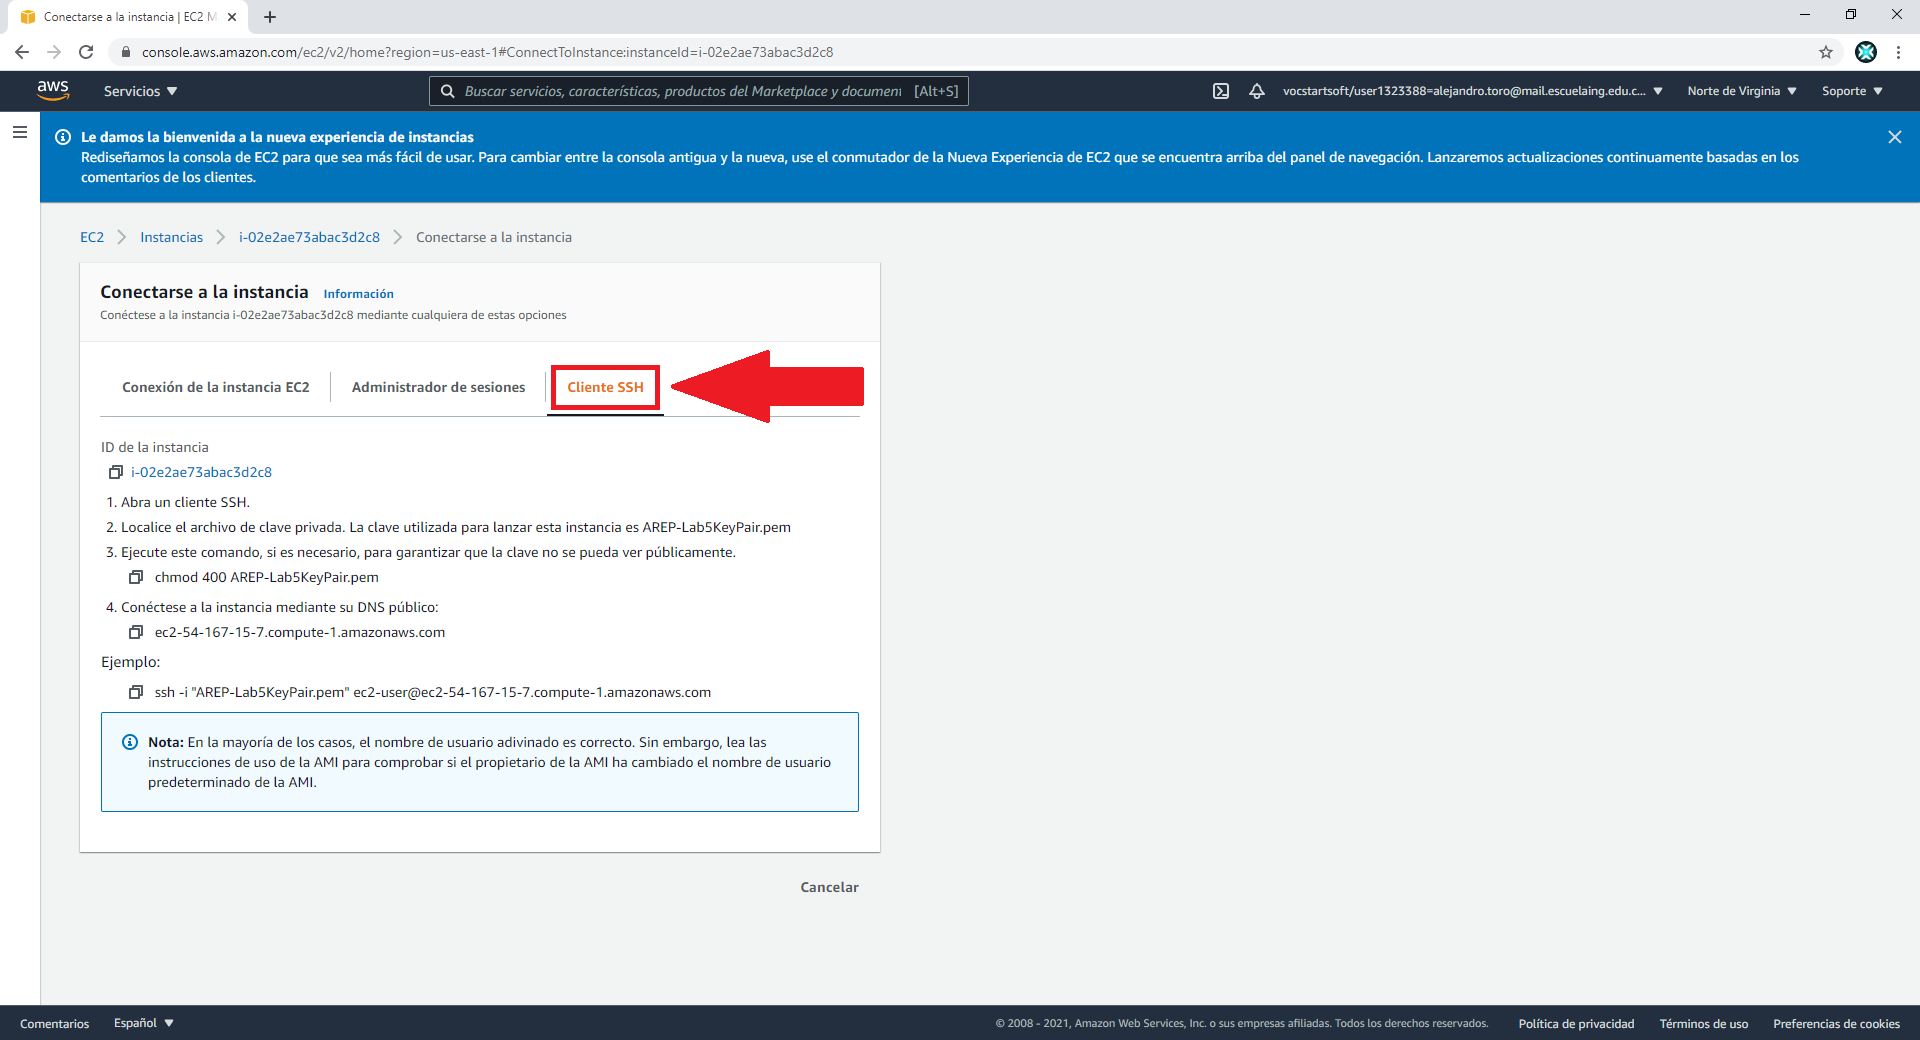 Conectarse a la instancia | EC2 M
console.aws.amazon.com/ec2/v2/home?region=us-east-1#ConnectToInstance:instanceId=i-02e2ae73abac3d2c8
aws
Servicios
Buscar servicios, características, productos del Marketplace y document
[Alt+S]
vocstartsoft/user1323388=alejandro.toro@mail.escuelaing.edu.c...
Norte de Virginia
Soporte
Le damos la bienvenida a la nueva experiencia de instancias
Rediseñamos la consola de EC2 para que sea más fácil de usar. Para cambiar entre la consola antigua y la nueva, use el conmutador de la Nueva Experiencia de EC2 que se encuentra arriba del panel de navegación. Lanzaremos actualizaciones continuamente basadas en los
comentarios de los clientes.
EC2 > Instancias > i-02e2ae73abac3d2c8 > Conectarse a la instancia
Conectarse a la instancia Información
Conéctese a la instancia i-02e2ae73abac3d2c8 mediante cualquiera de estas opciones
Conexión de la instancia EC2
Administrador de sesiones
Cliente SSH
ID de la instancia
i-02e2ae73abac3d2c8
1. Abra un cliente SSH.
2. Localice el archivo de clave privada. La clave utilizada para lanzar esta instancia es AREP-Lab5KeyPair.pem
3. Ejecute este comando, si es necesario, para garantizar que la clave no se pueda ver públicamente.
chmod 400 AREP-Lab5KeyPair.pem
4. Conéctese a la instancia mediante su DNS público:
ec2-54-167-15-7.compute-1.amazonaws.com
Ejemplo:
ssh -i "AREP-Lab5KeyPair.pem" ec2-user@ec2-54-167-15-7.compute-1.amazonaws.com
Nota: En la mayoría de los casos, el nombre de usuario adivinado es correcto. Sin embargo, lea las
instrucciones de uso de la AMI para comprobar si el propietario de la AMI ha cambiado el nombre de usuario
predeterminado de la AMI.
Cancelar
Comentarios
Español
© 2008 - 2021, Amazon Web Services, Inc. o sus empresas afiliadas. Todos los derechos reservados.
Política de privacidad
Términos de uso
Preferencias de cookies